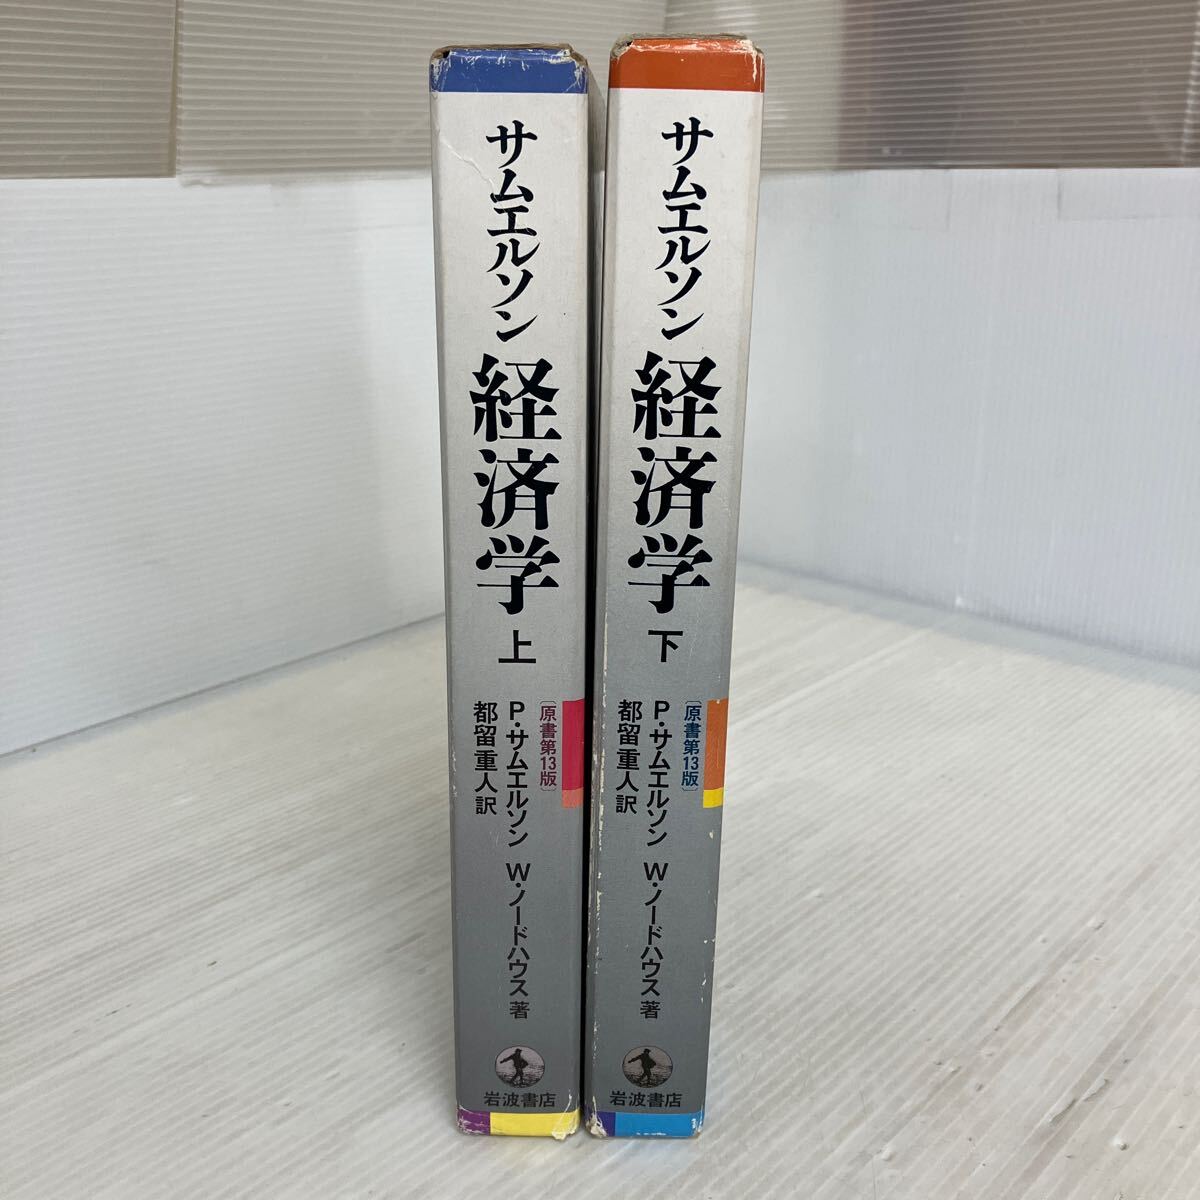 サムエルソン
経済学
上
〔原書第13版〕
P・サムエルソン W・ノードハウス 著
都留重人訳
岩波書店
サムエルソン
経済学
下
〔原書第13版〕
P・サムエルソン W・ノードハウス 著
都留重人訳
岩波書店